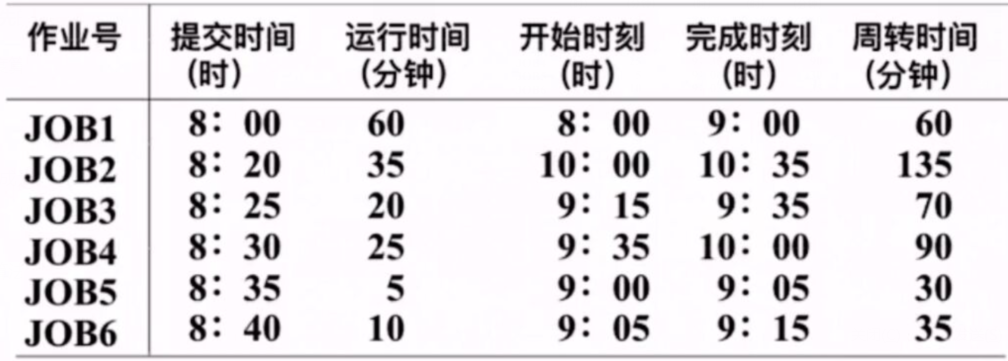 作业号 提交时间 运行时间 开始时刻 完成时刻 周转时间
(时) (分钟) (时) (时) (分钟)
JOB1 8：00 60 8：00 9：00 60
JOB2 8：20 35 10：00 10：35 135
JOB3 8：25 20 9：15 9：35 70
JOB4 8：30 25 9：35 10：00 90
JOB5 8：35 5 9：00 9：05 30
JOB6 8：40 10 9：05 9：15 35